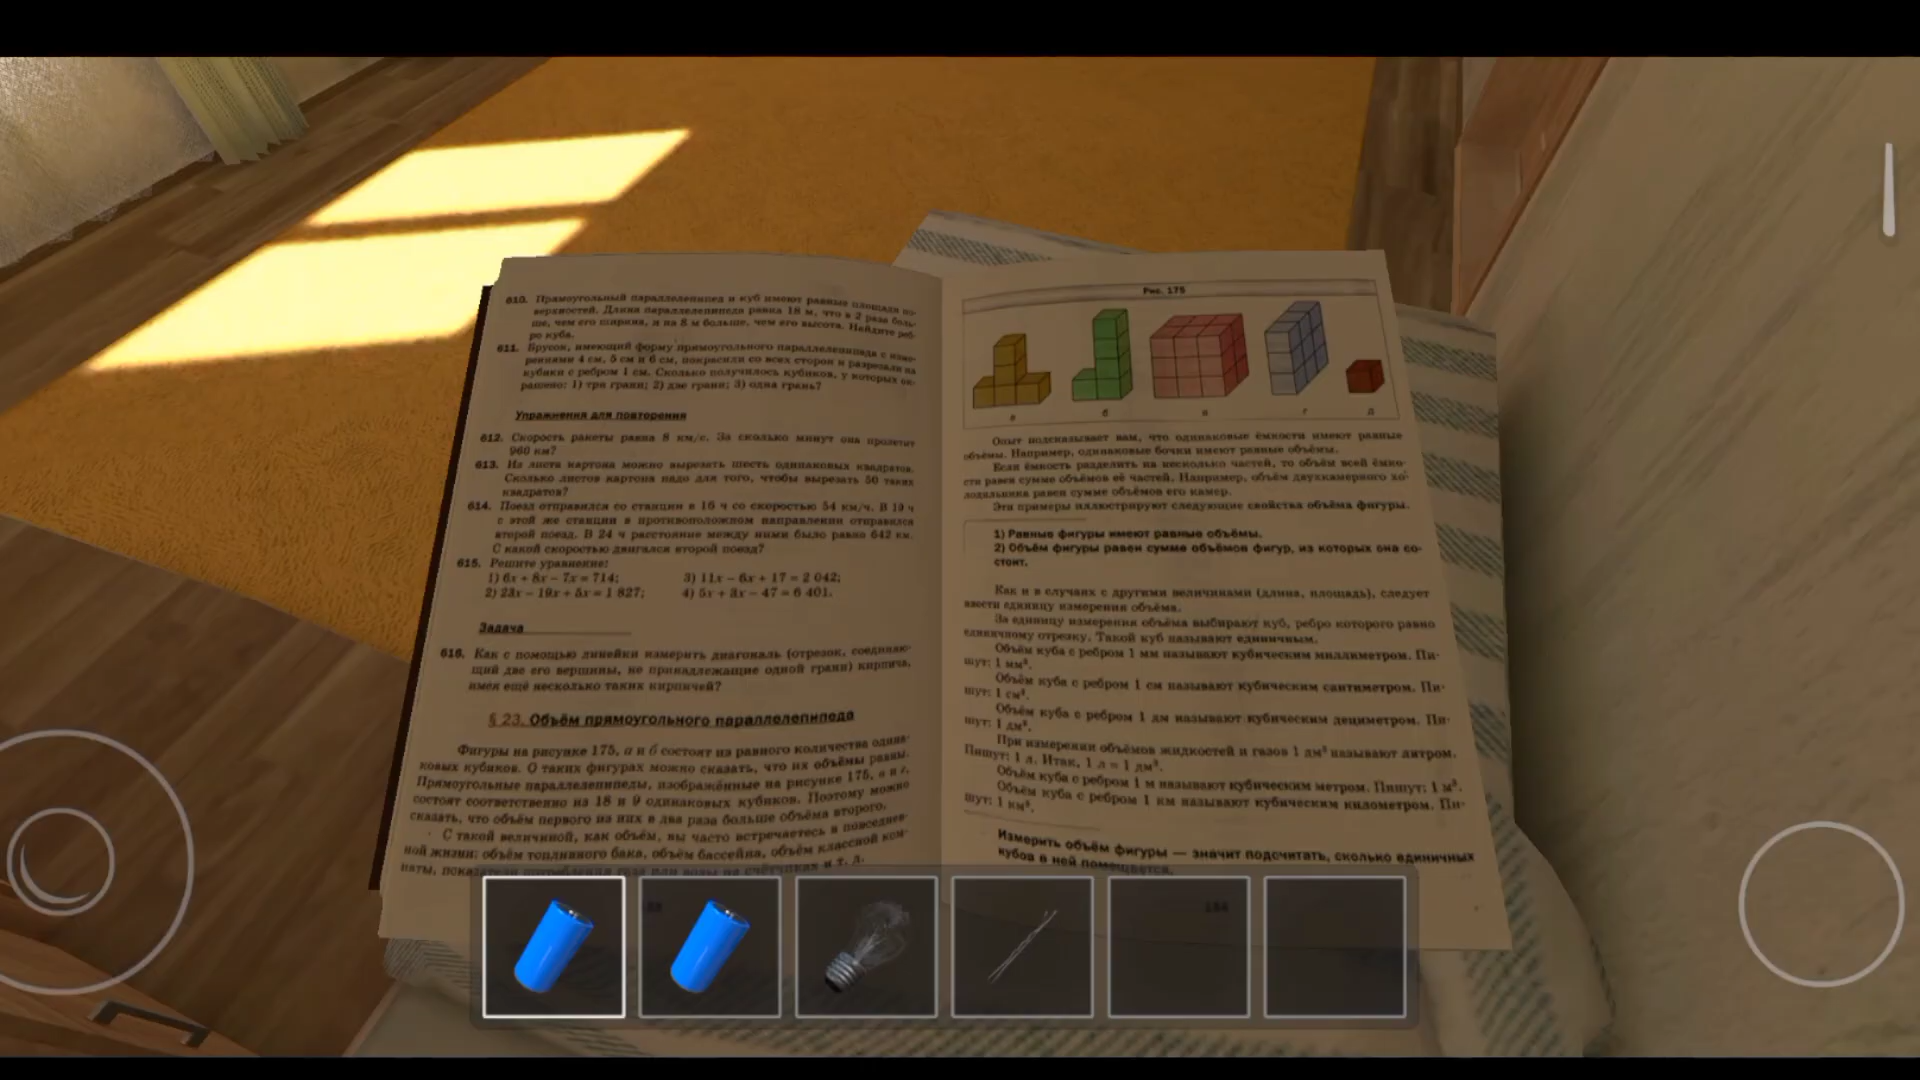 610. Прямоугольный параллелепипед и куб имеют равные площади по-
верхностей. Длина параллелепипеда равна 18 м, что в 2 раза боль-
ше, чем его ширина, и на 8 м больше, чем его высота. Найдите реб-
ро куба.
611. Брусок, имеющий форму прямоугольного параллелепипеда с изме-
рениями 4 см, 5 см и 6 см, покрасили со всех сторон и разрезали на
кубики с ребром 1 см. Сколько получилось кубиков, у которых ок-
рашено: 1) три грани; 2) две грани; 3) одна грань?
Упражнения для повторения
612. Скорость ракеты равна 8 км/с. За сколько минут она пролетит
960 км?
613. Из листа картона можно вырезать шесть одинаковых квадратов.
Сколько листов картона надо для того, чтобы вырезать 50 таких
квадратов?
614. Поезд отправился со станции в 16 ч со скоростью 54 км/ч. В 19 ч
с этой же станции в противоположном направлении отправился
второй поезд. В 24 ч расстояние между ними было равно 642 км.
С какой скоростью двигался второй поезд?
615. Решите уравнение:
1) 6x + 8x − 7x = 714; 3) 11x − 6x + 17 = 2 042;
2) 23x − 19x + 5x = 1 827; 4) 5x + 3x − 47 = 6 401.
Задача
616. Как с помощью линейки измерить диагональ (отрезок, соединяю-
щий две его вершины, не принадлежащие одной грани) кирпича,
имея ещё несколько таких кирпичей?
§ 23. Объём прямоугольного параллелепипеда
Фигуры на рисунке 175, а и б состоят из равного количества одина-
ковых кубиков. О таких фигурах можно сказать, что их объёмы равны.
Прямоугольные параллелепипеды, изображённые на рисунке 175, в и г,
состоят соответственно из 18 и 9 одинаковых кубиков. Поэтому можно
сказать, что объём первого из них в два раза больше объёма второго.
С такой величиной, как объём, вы часто встречаетесь в повседнев-
ной жизни: объём топливного бака, объём бассейна, объём классной ком-
наты, показатели потребления газа или воды на счётчиках и т. д.
Рис. 175
а б в г д
Опыт подсказывает вам, что одинаковые ёмкости имеют равные
объёмы. Например, одинаковые бочки имеют равные объёмы.
Если ёмкость разделить на несколько частей, то объём всей ёмко-
сти равен сумме объёмов её частей. Например, объём двухкамерного хо-
лодильника равен сумме объёмов его камер.
Эти примеры иллюстрируют следующие свойства объёма фигуры.
1) Равные фигуры имеют равные объёмы.
2) Объём фигуры равен сумме объёмов фигур, из которых она со-
стоит.
Как и в случаях с другими величинами (длина, площадь), следует
ввести единицу измерения объёма.
За единицу измерения объёма выбирают куб, ребро которого равно
единичному отрезку. Такой куб называют единичным.
Объём куба с ребром 1 мм называют кубическим миллиметром. Пи-
шут: 1 мм³.
Объём куба с ребром 1 см называют кубическим сантиметром. Пи-
шут: 1 см³.
Объём куба с ребром 1 дм называют кубическим дециметром. Пи-
шут: 1 дм³.
При измерении объёмов жидкостей и газов 1 дм³ называют литром.
Пишут: 1 л. Итак, 1 л = 1 дм³.
Объём куба с ребром 1 м называют кубическим метром. Пишут: 1 м³.
Объём куба с ребром 1 км называют кубическим километром. Пи-
шут: 1 км³.
Измерить объём фигуры — значит подсчитать, сколько единичных
кубов в ней помещается.